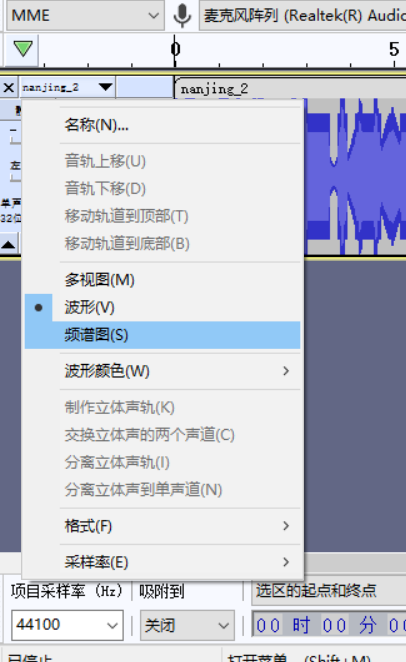 MME 麦克风阵列 (Realtek(R) Audio
0 5
nanjing_2 nanjing_2
名称(N)...
音轨上移(U)
音轨下移(D)
移动轨道到顶部(T)
移动轨道到底部(B)
多视图(M)
波形(V)
频谱图(S)
波形颜色(W)
制作立体声轨(K)
交换立体声的两个声道(C)
分离立体声轨(I)
分离立体声到单声道(N)
格式(F)
采样率(E)
左
单声
32位
项目采样率 (Hz) 吸附到 选区的起点和终点
44100 关闭 00 时 00 分 00
已停止 打开菜单 (Shift+M)